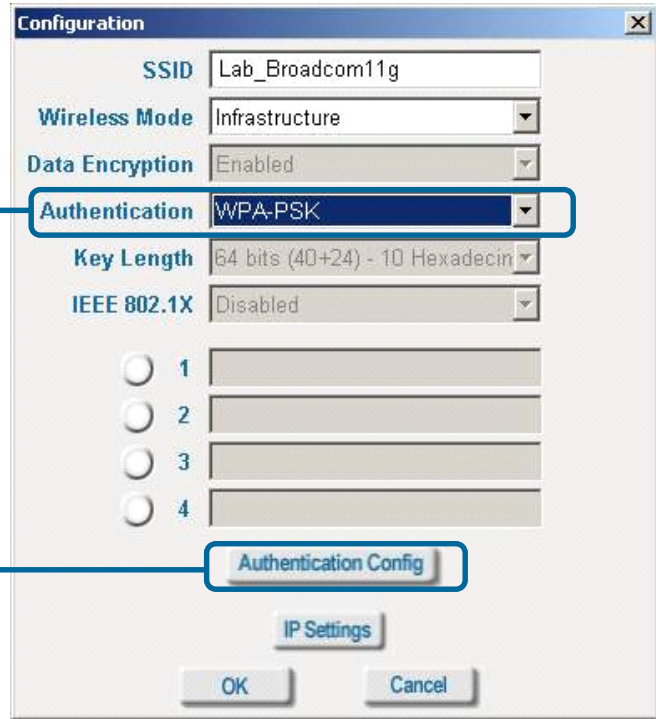 Configuration
SSID Lab_Broadcom11g
Wireless Mode Infrastructure
Data Encryption Enabled
Authentication WPA-PSK
Key Length 64 bits (40+24) - 10 Hexadecin
IEEE 802.1X Disabled
1
2
3
4
Authentication Config
IP Settings
OK Cancel